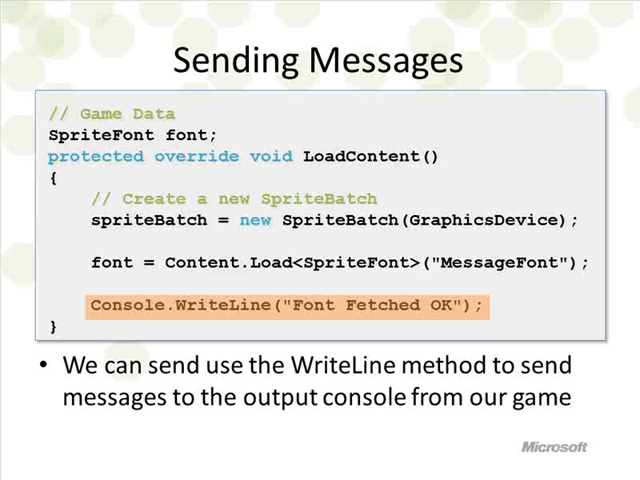 Sending Messages
// Game Data
SpriteFont font;
protected override void LoadContent()
{
// Create a new SpriteBatch
spriteBatch = new SpriteBatch(GraphicsDevice);
font = Content.Load<SpriteFont>("MessageFont");
Console.WriteLine("Font Fetched OK");
}
• We can send use the WriteLine method to send
messages to the output console from our game
Microsoft